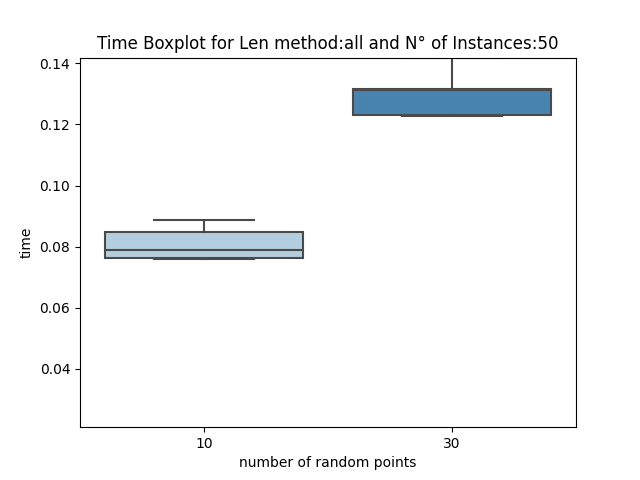 Time Boxplot for Len method:all and N° of Instances:50
0.14
0.12
0.10
0.08
0.06
0.04
time
10 30
number of random points